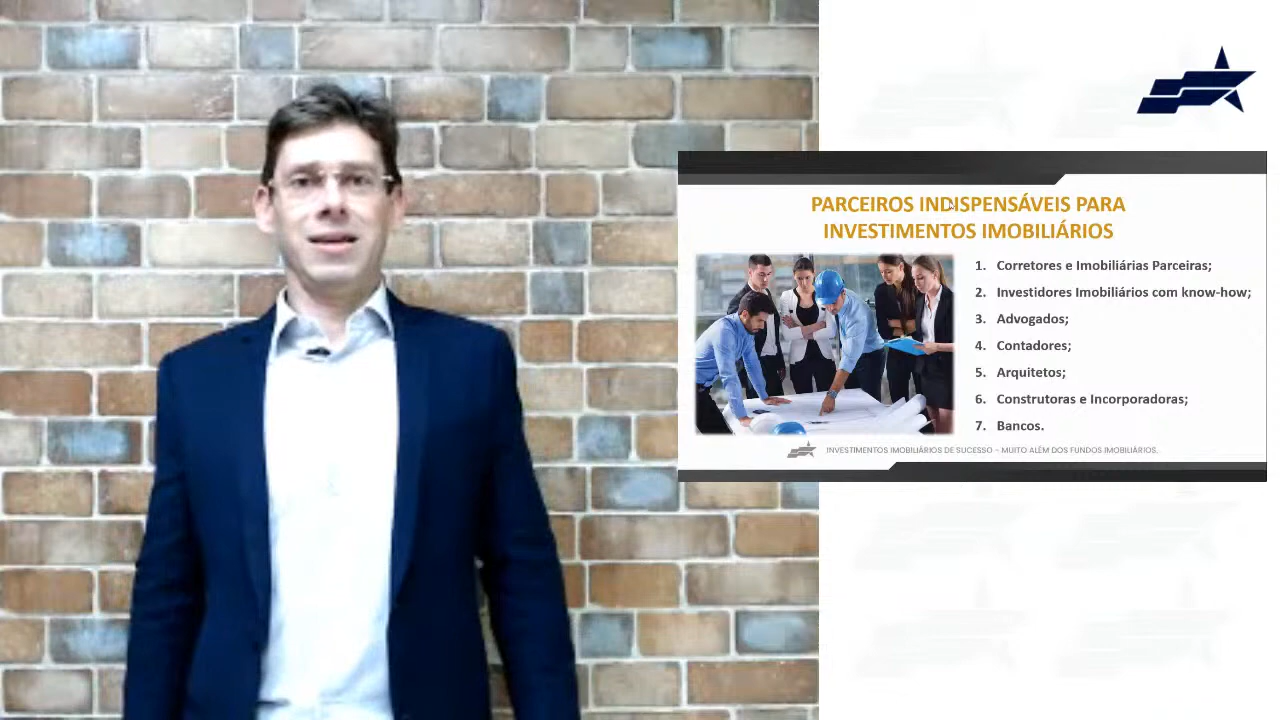 PARCEIROS INDISPENSÁVEIS PARA
INVESTIMENTOS IMOBILIÁRIOS
1. Corretores e Imobiliárias Parceiras;
2. Investidores Imobiliários com know-how;
3. Advogados;
4. Contadores;
5. Arquitetos;
6. Construtoras e Incorporadoras;
7. Bancos.
INVESTIMENTOS IMOBILIÁRIOS DE SUCESSO - MUITO ALÉM DOS FUNDOS IMOBILIÁRIOS.